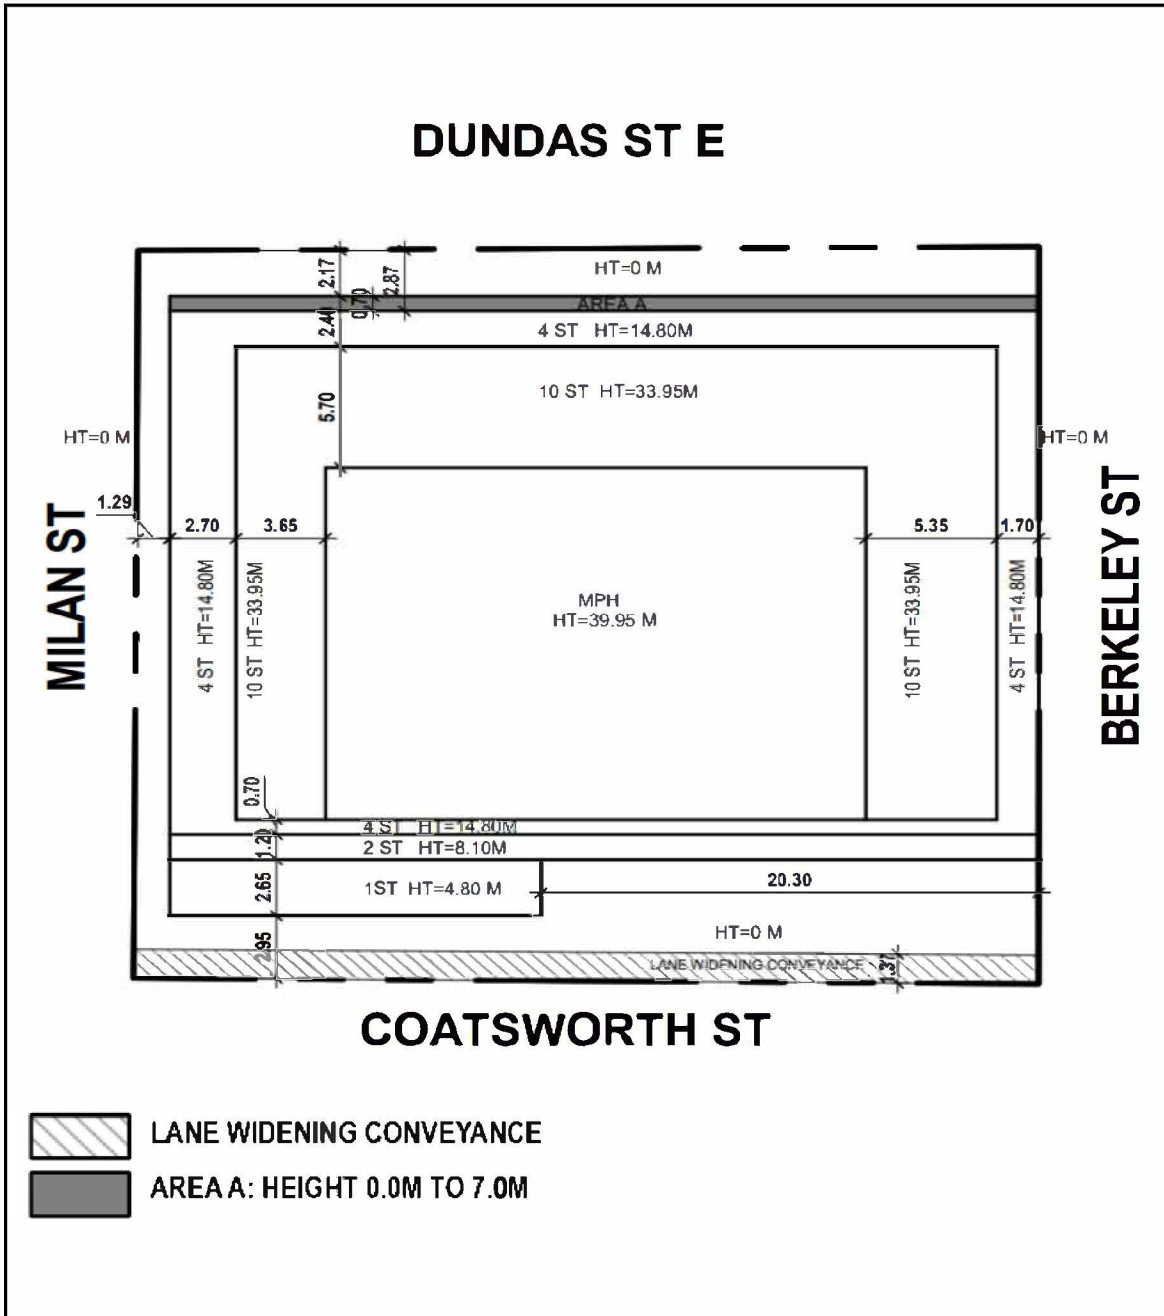 DUNDAS ST E
2.17
2.87
HT=0 M
0.70
AREA A
4 ST HT=14.80M
10 ST HT=33.95M
5.70
HT=0 M
HT=0 M
1.29
2.70
3.65
5.35
1.70
MILAN ST
4 ST HT=14.80M
10 ST HT=33.95M
MPH
HT=39.95 M
10 ST HT=33.95M
4 ST HT=14.80M
BERKELEY ST
0.70
4 ST HT=14.80M
2 ST HT=8.10M
2.65
1ST HT=4.80 M
20.30
2.95
HT=0 M
LANE WIDENING CONVEYANCE
1.37
COATSWORTH ST
LANE WIDENING CONVEYANCE
AREA A: HEIGHT 0.0M TO 7.0M